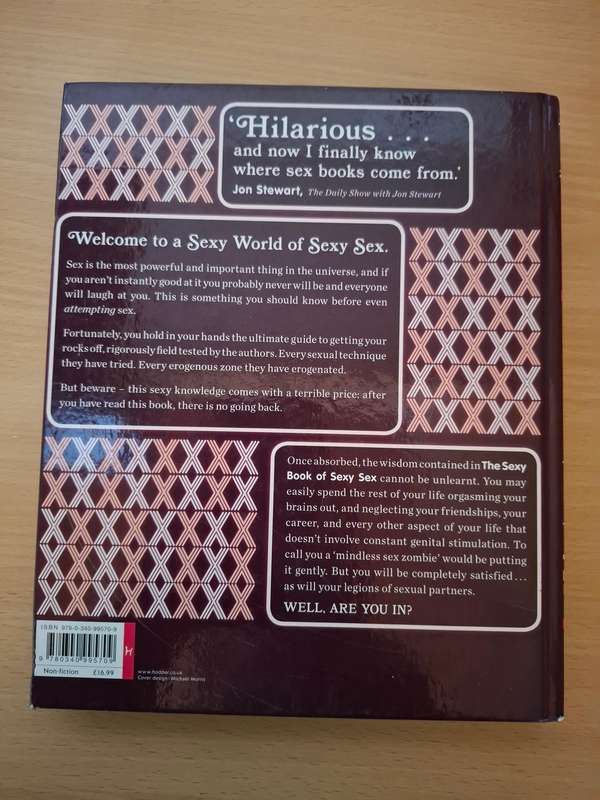 ‘Hilarious . . .
and now I finally know
where sex books come from.’
Jon Stewart, The Daily Show with Jon Stewart
Welcome to a Sexy World of Sexy Sex.
Sex is the most powerful and important thing in the universe, and if
you aren't instantly good at it you probably never will be and everyone
will laugh at you. This is something you should know before even
attempting sex.
Fortunately, you hold in your hands the ultimate guide to getting your
rocks off, rigorously field tested by the authors. Every sexual technique
they have tried. Every erogenous zone they have erogenated.
But beware – this sexy knowledge comes with a terrible price: after
you have read this book, there is no going back.
Once absorbed, the wisdom contained in The Sexy
Book of Sexy Sex cannot be unlearnt. You may
easily spend the rest of your life orgasming your
brains out, and neglecting your friendships, your
career, and every other aspect of your life that
doesn't involve constant genital stimulation. To
call you a ‘mindless sex zombie’ would be putting
it gently. But you will be completely satisfied . . .
as will your legions of sexual partners.
WELL, ARE YOU IN?
ISBN 978-0-340-99570-9
9 780340 995709
Non-fiction £16.99
www.hodder.co.uk
Cover design: Michael Morris